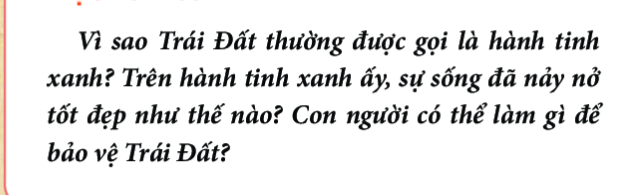 Vì sao Trái Đất thường được gọi là hành tinh
xanh? Trên hành tinh xanh ấy, sự sống đã nảy nở
tốt đẹp như thế nào? Con người có thể làm gì để
bảo vệ Trái Đất?